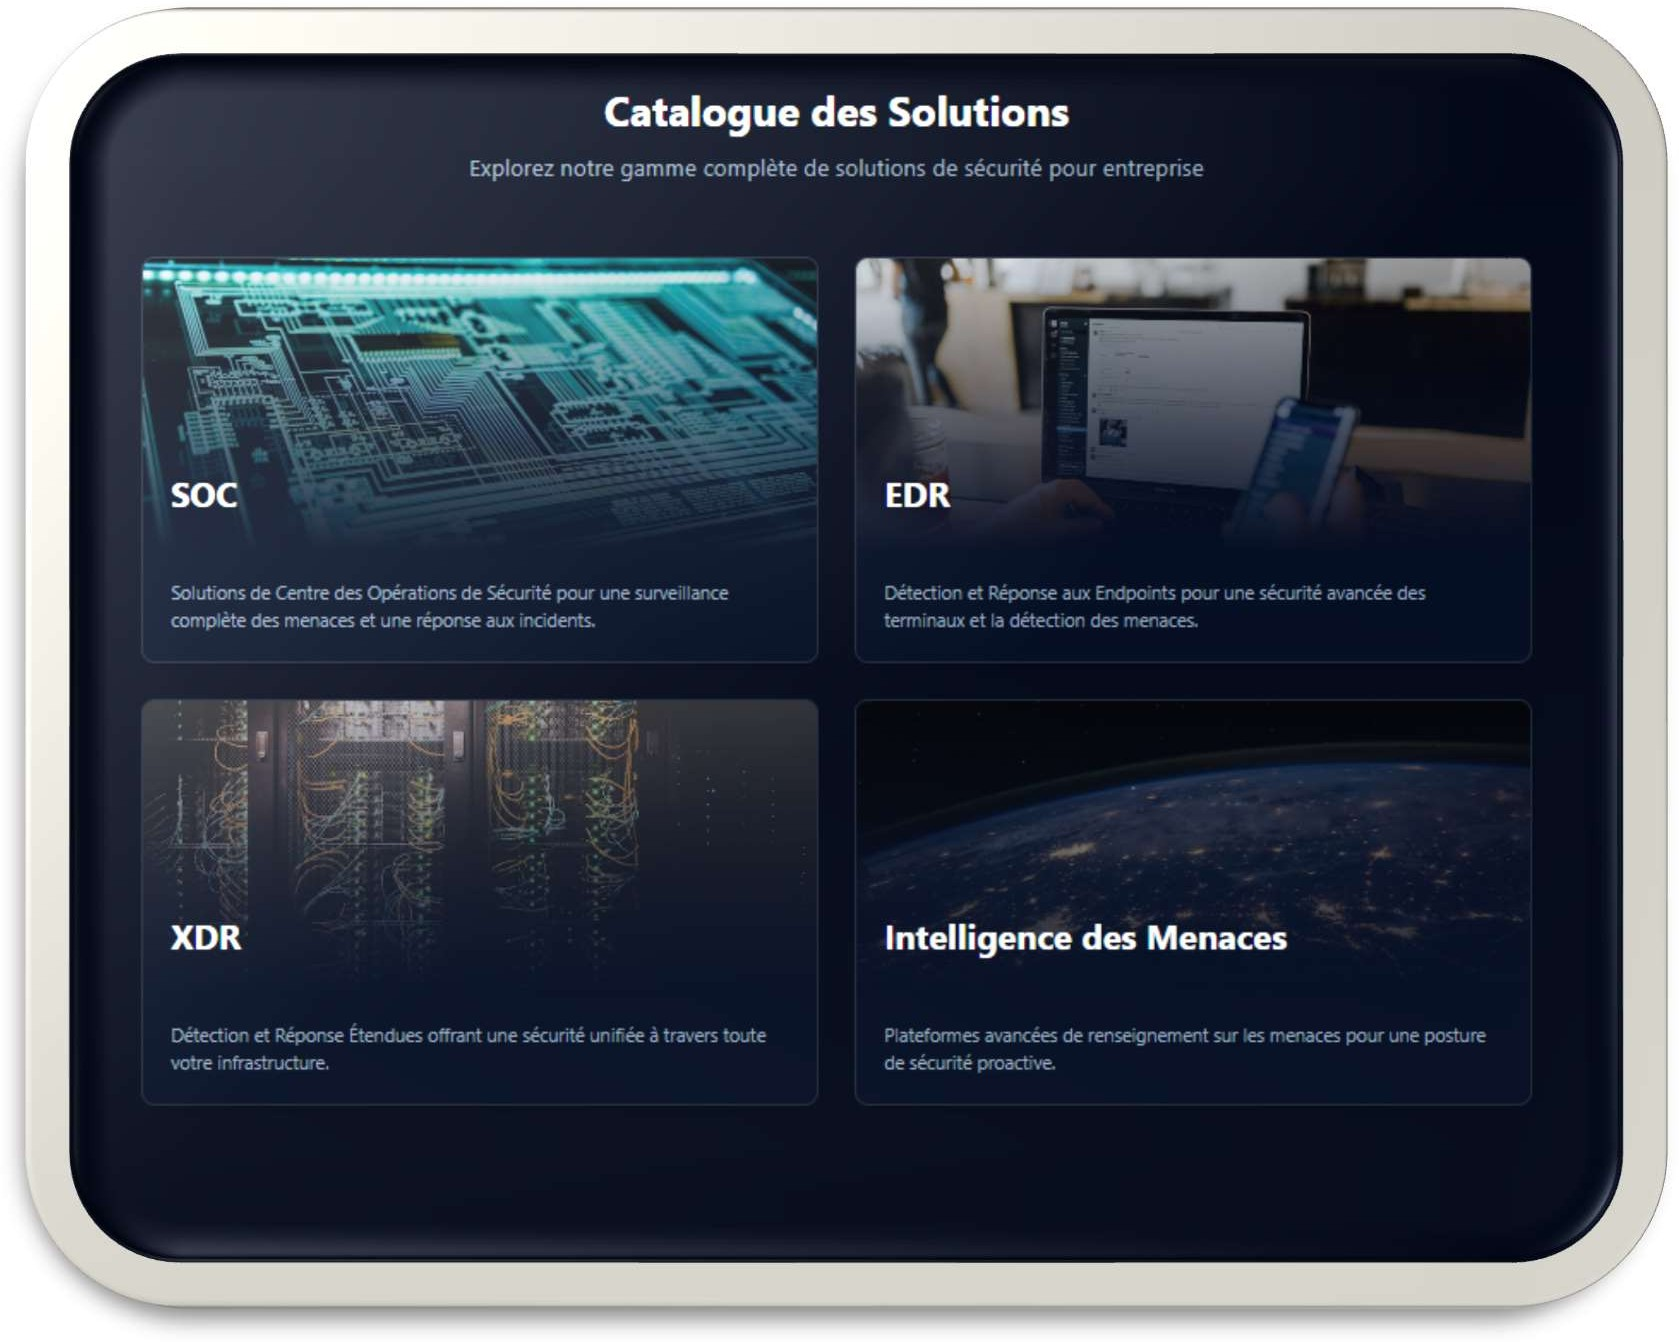 Catalogue des Solutions
Explorez notre gamme complète de solutions de sécurité pour entreprise
SOC
Solutions de Centre des Opérations de Sécurité pour une surveillance
complète des menaces et une réponse aux incidents.
EDR
Détection et Réponse aux Endpoints pour une sécurité avancée des
terminaux et la détection des menaces.
XDR
Détection et Réponse Étendues offrant une sécurité unifiée à travers toute
votre infrastructure.
Intelligence des Menaces
Plateformes avancées de renseignement sur les menaces pour une posture
de sécurité proactive.